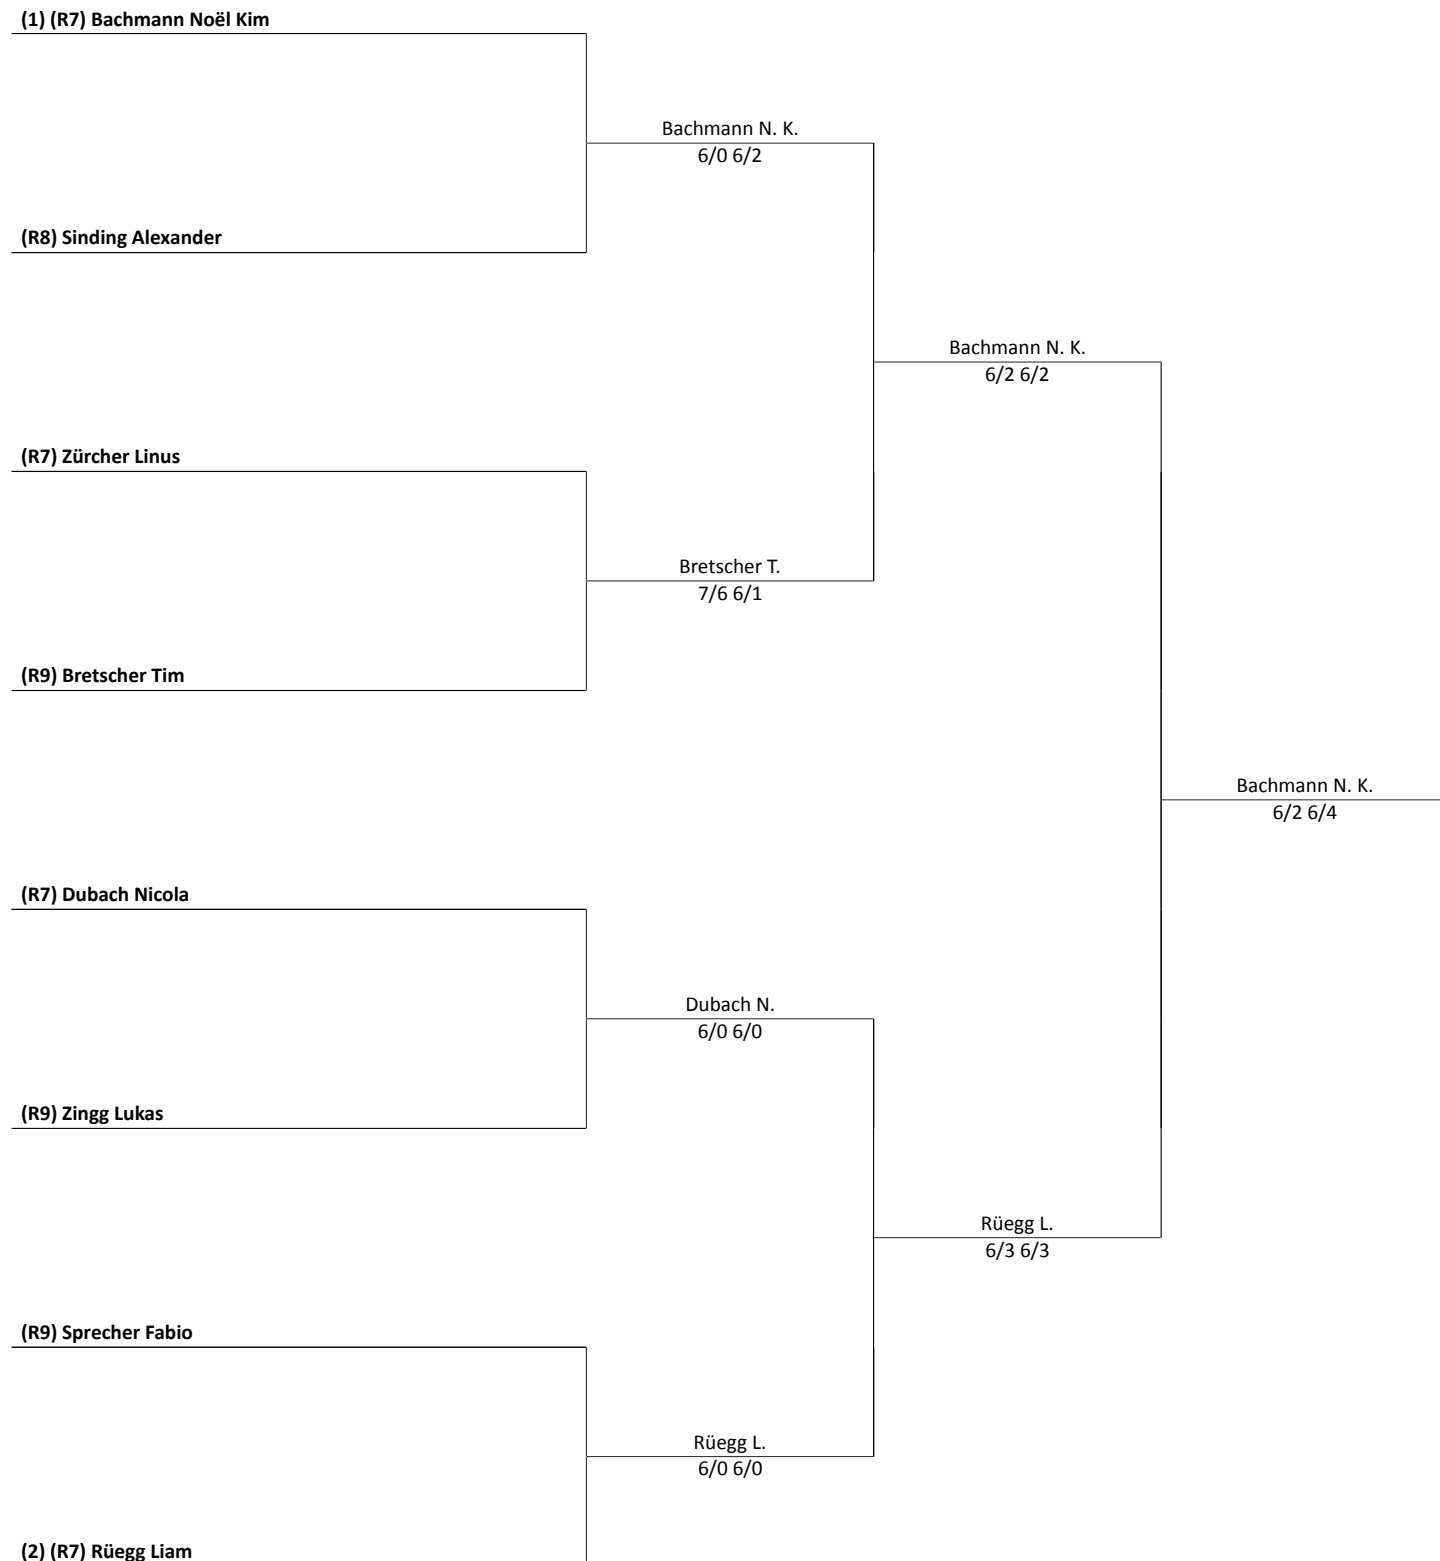 (1) (R7) Bachmann Noël Kim
Bachmann N. K.
6/0 6/2
(R8) Sinding Alexander
Bachmann N. K.
6/2 6/2
(R7) Zürcher Linus
Bretscher T.
7/6 6/1
(R9) Bretscher Tim
Bachmann N. K.
6/2 6/4
(R7) Dubach Nicola
Dubach N.
6/0 6/0
(R9) Zingg Lukas
Rüegg L.
6/3 6/3
(R9) Sprecher Fabio
Rüegg L.
6/0 6/0
(2) (R7) Rüegg Liam